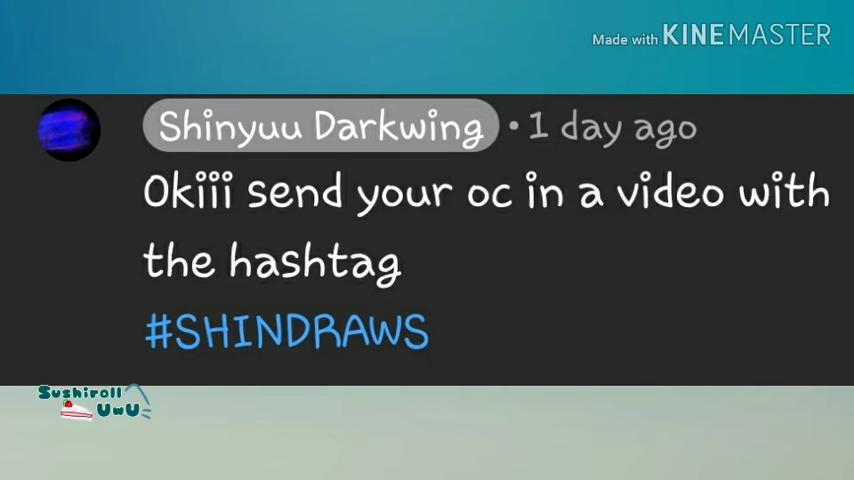 Made with KINEMASTER
Shinyuu Darkwing • 1 day ago
Okiii send your oc in a video with
the hashtag
#SHINDRAWS
Sushiroll
UwU